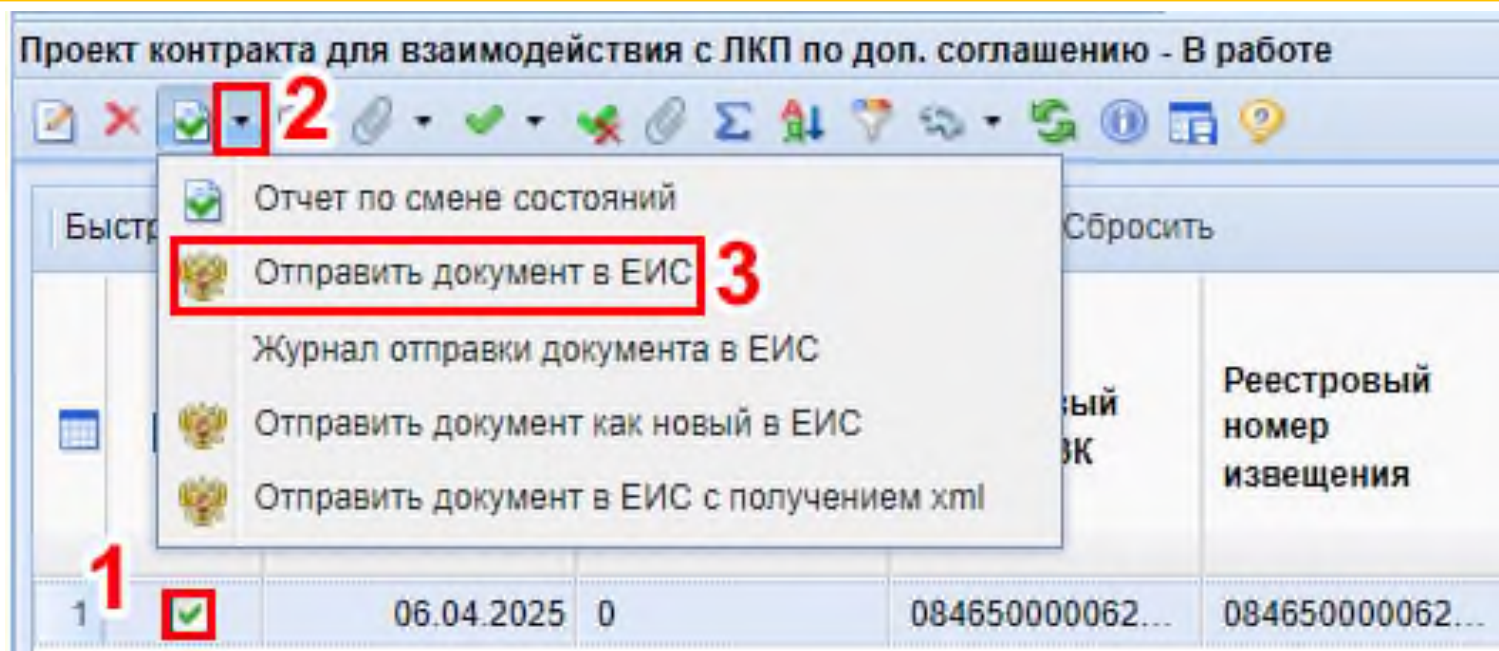 Проект контракта для взаимодействия с ЛКП по доп. соглашению - В работе
2
Отчет по смене состояний
Быстр
Сбросить
Отправить документ в ЕИС
3
Журнал отправки документа в ЕИС
Отправить документ как новый в ЕИС
Отправить документ в ЕИС с получением xml
ый
ЗК
Реестровый
номер
извещения
1
1 06.04.2025 0 084650000062... 084650000062...